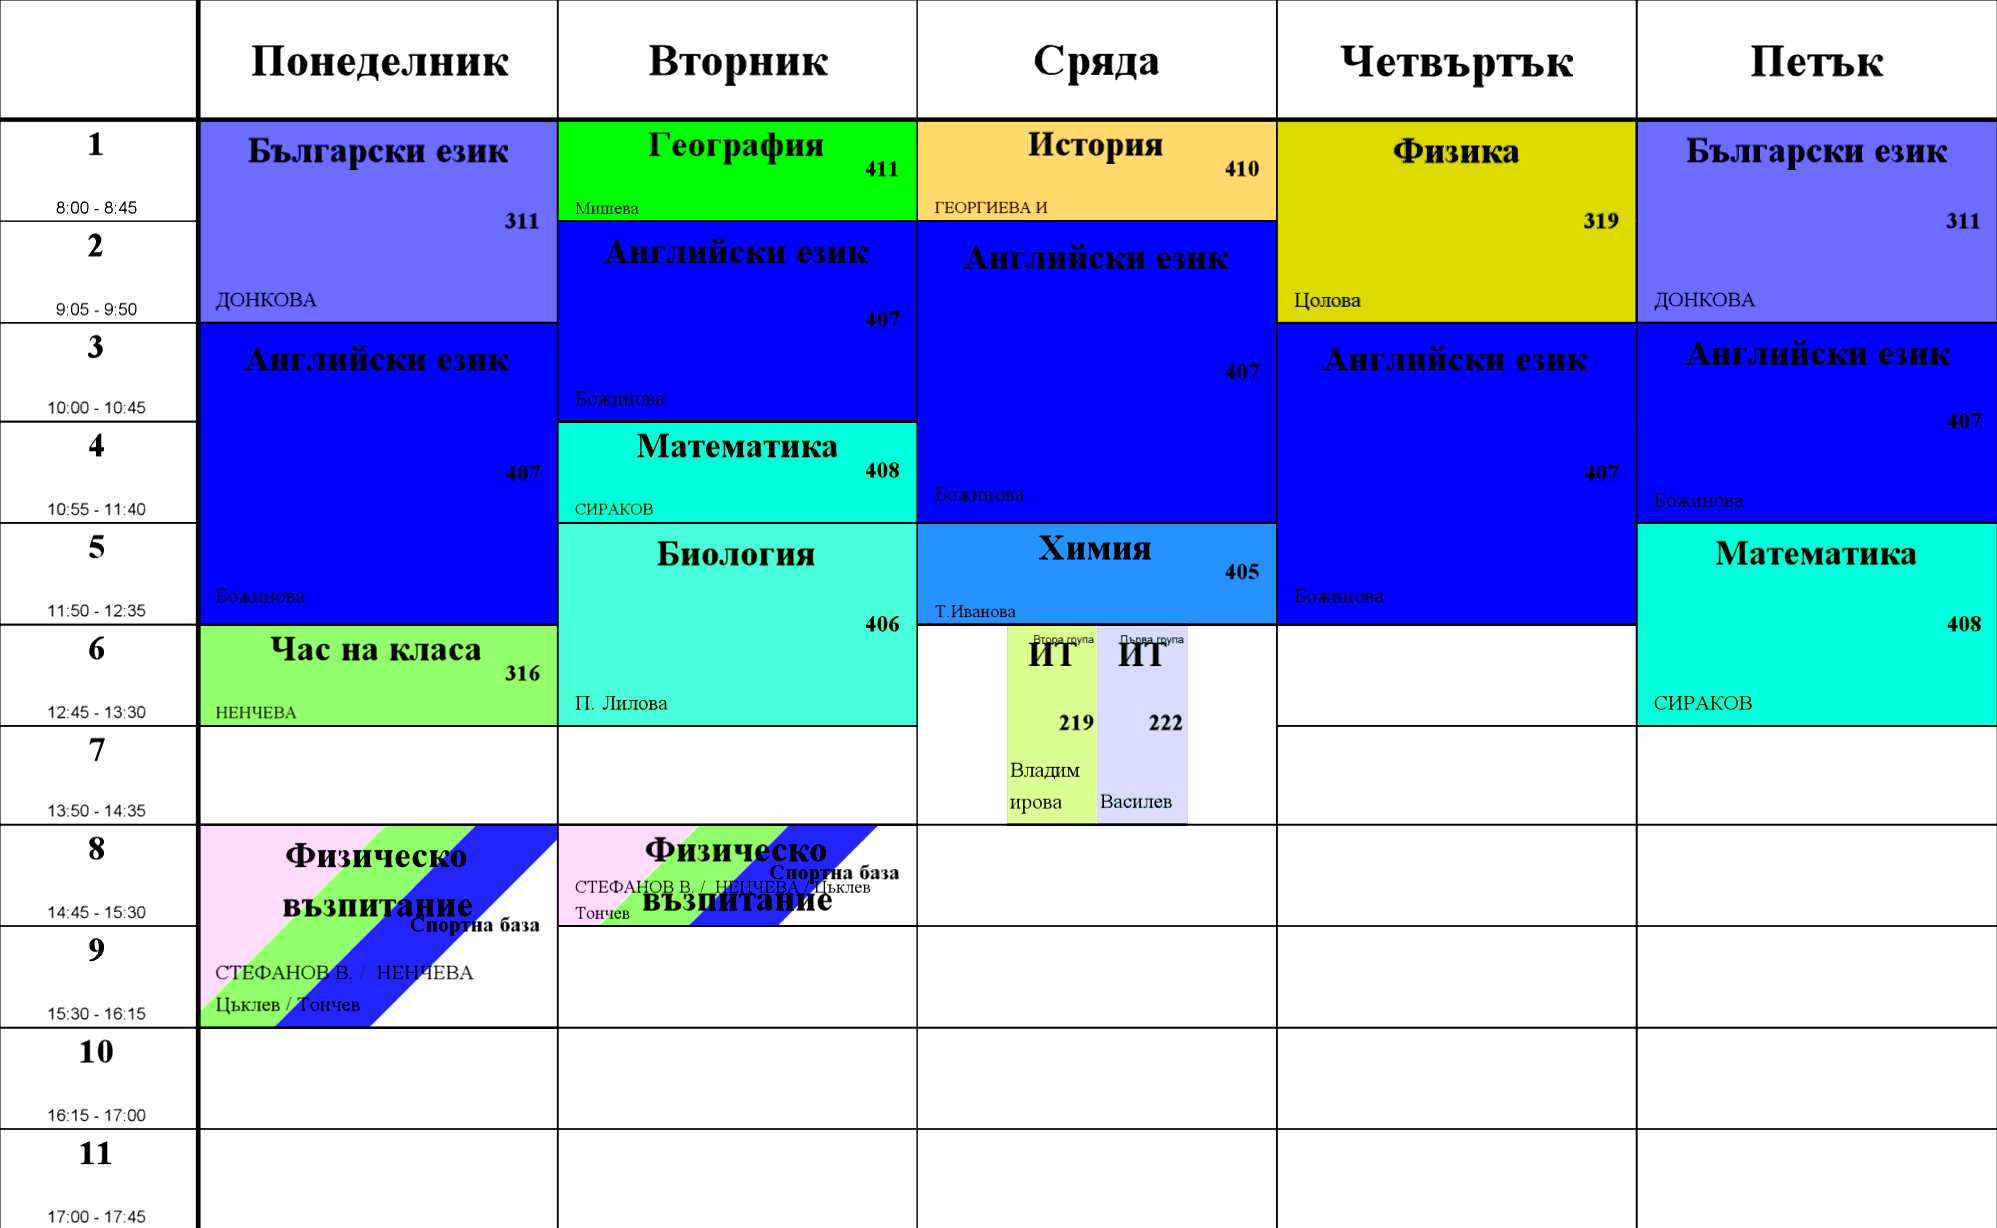 Понеделник
Вторник
Сряда
Четвъртък
Петък
1
8:00 - 8:45
2
9:05 - 9:50
3
10:00 - 10:45
4
10:55 - 11:40
5
11:50 - 12:35
6
12:45 - 13:30
7
13:50 - 14:35
8
14:45 - 15:30
9
15:30 - 16:15
10
16:15 - 17:00
11
17:00 - 17:45
Български език
311
ДОНКОВА
Английски език
407
Божинова
Час на класа
316
НЕНЧЕВА
Физическо
възпитание
Спортна база
СТЕФАНОВ В. / НЕНЧЕВА
Цьклев / Тончев
География
411
Мишева
Английски език
407
Божинова
Математика
408
СИРАКОВ
Биология
406
П. Лилова
Физическо
възпитание
Спортна база
СТЕФАНОВ В. / НЕНЧЕВА / Цьклев
Тончев
История
410
ГЕОРГИЕВА И
Английски език
407
Божинова
Химия
405
Т.Иванова
Втора група
ИТ
219
Владим
ирова
Първа група
ИТ
222
Василев
Физика
319
Цолова
Английски език
407
Божинова
Български език
311
ДОНКОВА
Английски език
407
Божинова
Математика
408
СИРАКОВ